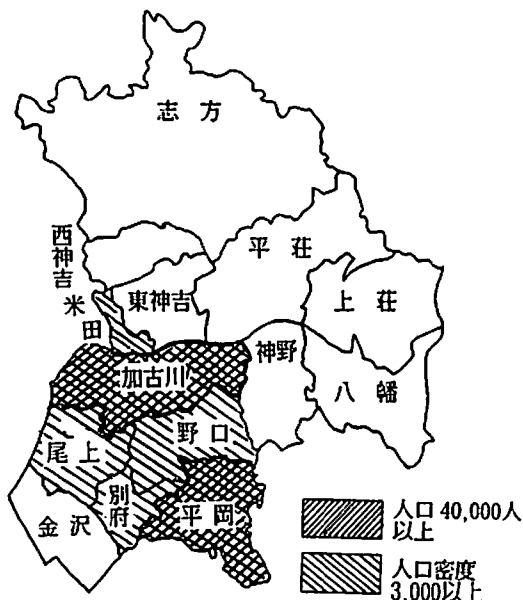 志方
西神吉
平荘
米田
東神吉
上荘
神野
加古川
八幡
野口
尾上
別府
平岡
金沢
人口 40,000人
以上
人口密度
3,000以上